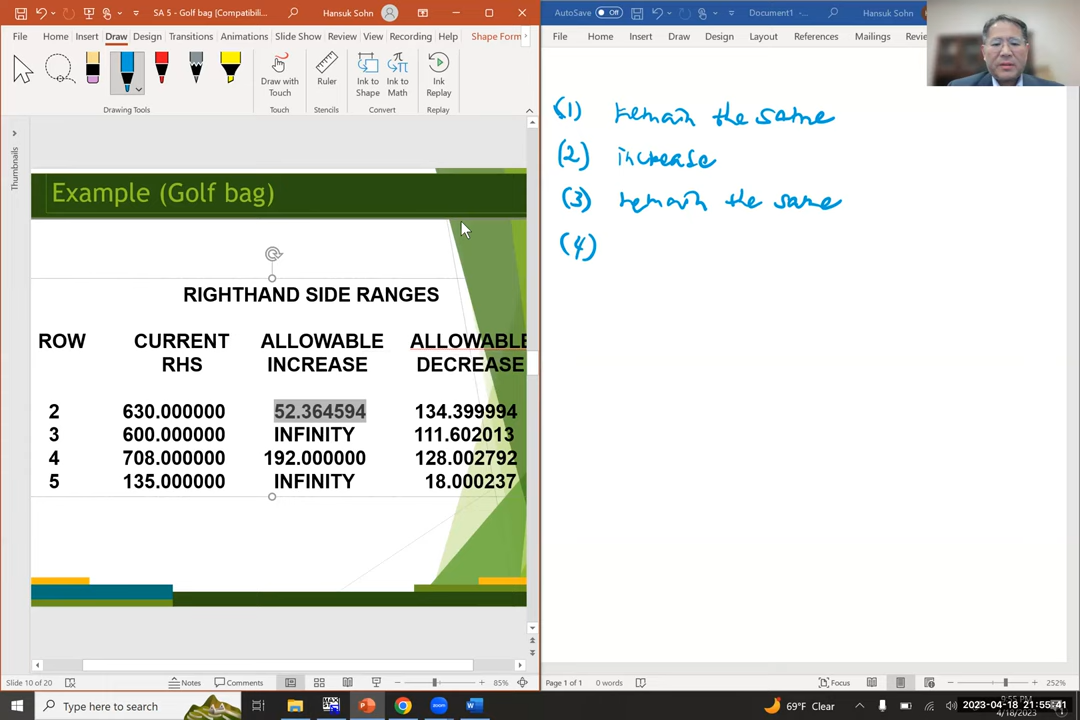 SA 5 - Golf bag [Compatibili...
Hansuk Sohn
File Home Insert Draw Design Transitions Animations Slide Show Review View Recording Help Shape Form
Draw with Touch
Ruler
Ink to Shape
Ink to Math
Ink Replay
Drawing Tools
Touch
Stencils
Convert
Replay
Thumbnails
Example (Golf bag)
RIGHTHAND SIDE RANGES
ROW CURRENT ALLOWABLE ALLOWABLE
RHS INCREASE DECREASE
2 630.000000 52.364594 134.399994
3 600.000000 INFINITY 111.602013
4 708.000000 192.000000 128.002792
5 135.000000 INFINITY 18.000237
Slide 10 of 20
Notes
Comments
85%
AutoSave Off
Document1 -...
Hansuk Sohn
File Home Insert Draw Design Layout References Mailings Revie
(1) remain the same
(2) increase
(3) remain the same
(4)
Page 1 of 1 0 words
Focus
252%
Type here to search
69°F Clear
2023-04-18 21:55:41